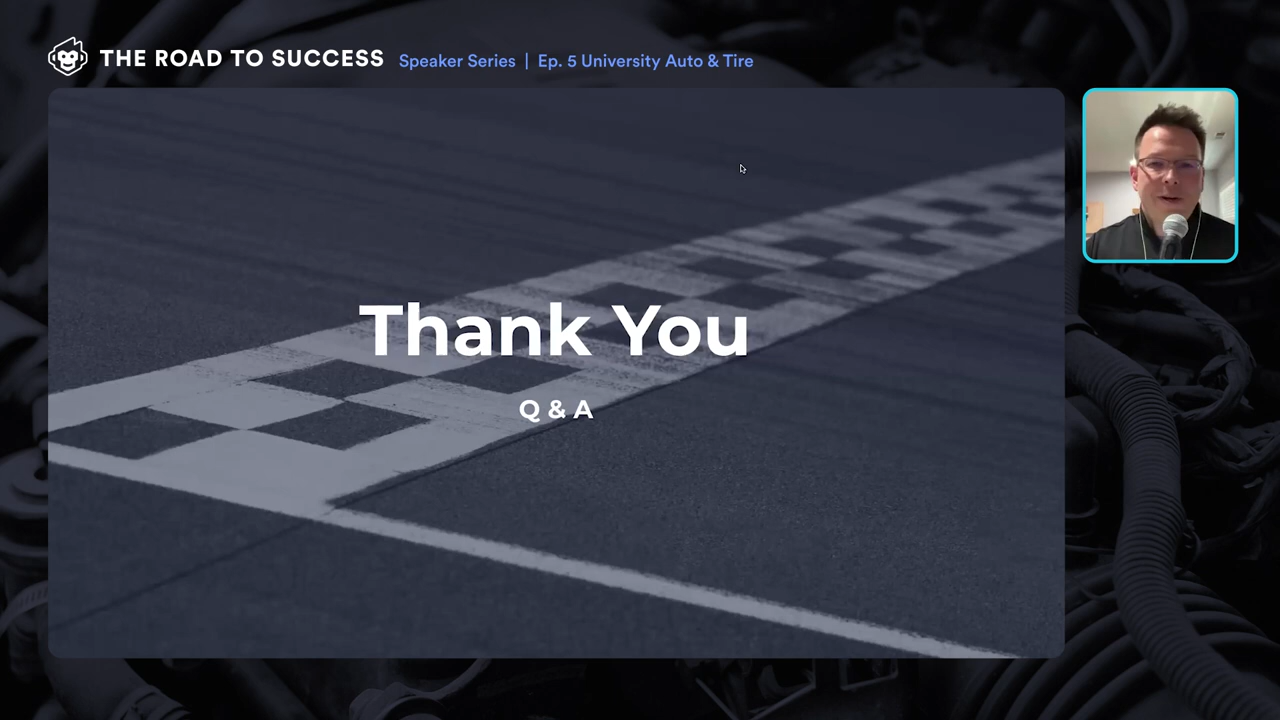 THE ROAD TO SUCCESS Speaker Series | Ep. 5 University Auto & Tire
Thank You
Q & A